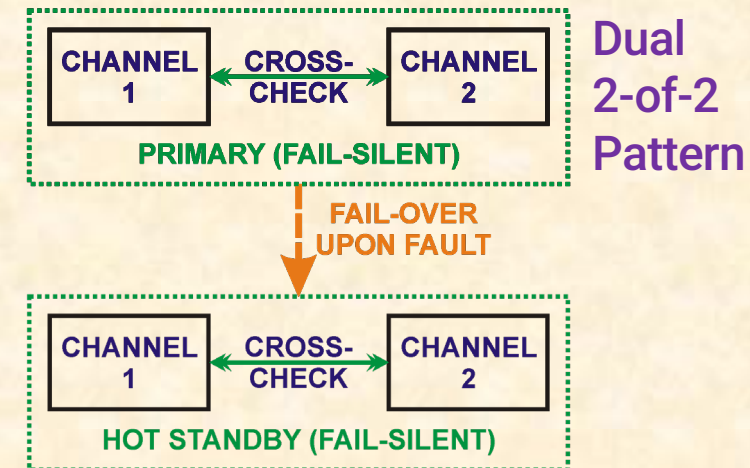 CHANNEL
1
CROSS-
CHECK
CHANNEL
2
PRIMARY (FAIL-SILENT)
Dual
2-of-2
Pattern
FAIL-OVER
UPON FAULT
CHANNEL
1
CROSS-
CHECK
CHANNEL
2
HOT STANDBY (FAIL-SILENT)